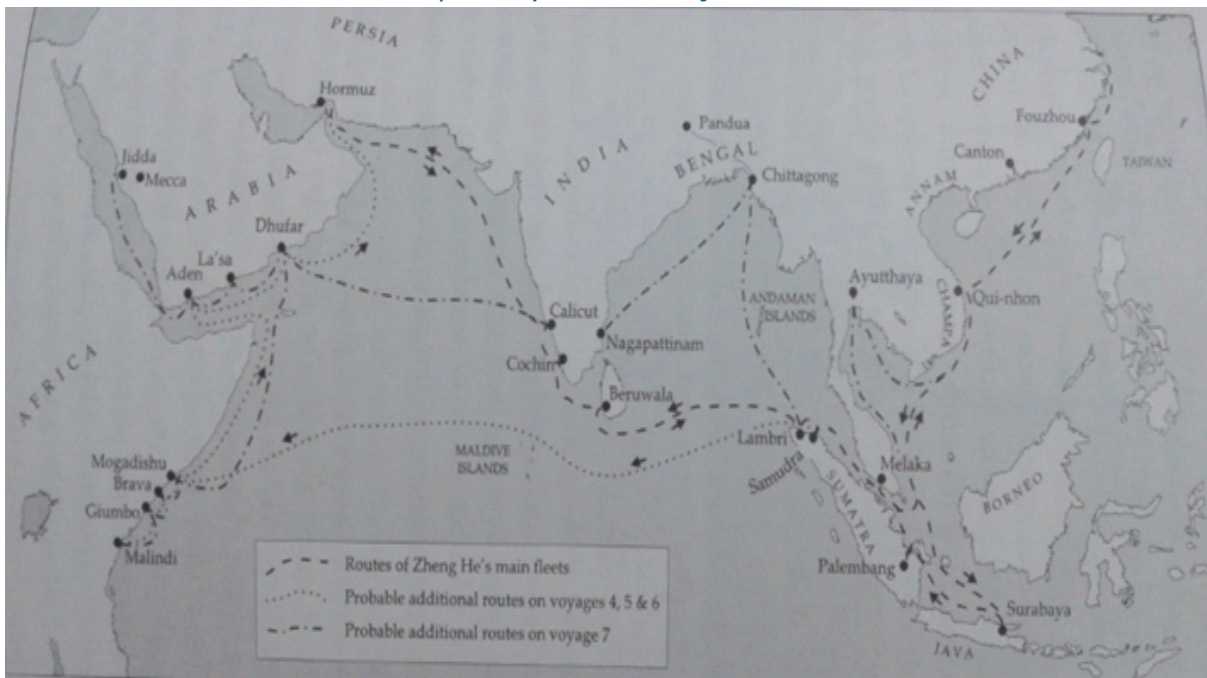 PERSIA
Hormuz
Jidda
Mecca
ARABIA
Dhufar
La'sa
Aden
AFRICA
Mogadishu
Brava
Giumbo
Malindi
INDIA
Pandua
BENGAL
Chittagong
Calicut
Nagapattinam
Cochin
Beruwala
MALDIVE
ISLANDS
ANDAMAN
ISLANDS
CHINA
Fouzhou
Canton
TAIWAN
ANNAM
Ayutthaya
CHAMPA
Qui-nhon
Lambri
Samudra
Melaka
SUMATRA
BORNEO
Palembang
Surabaya
JAVA
Routes of Zheng He's main fleets
Probable additional routes on voyages 4, 5 & 6
Probable additional routes on voyage 7